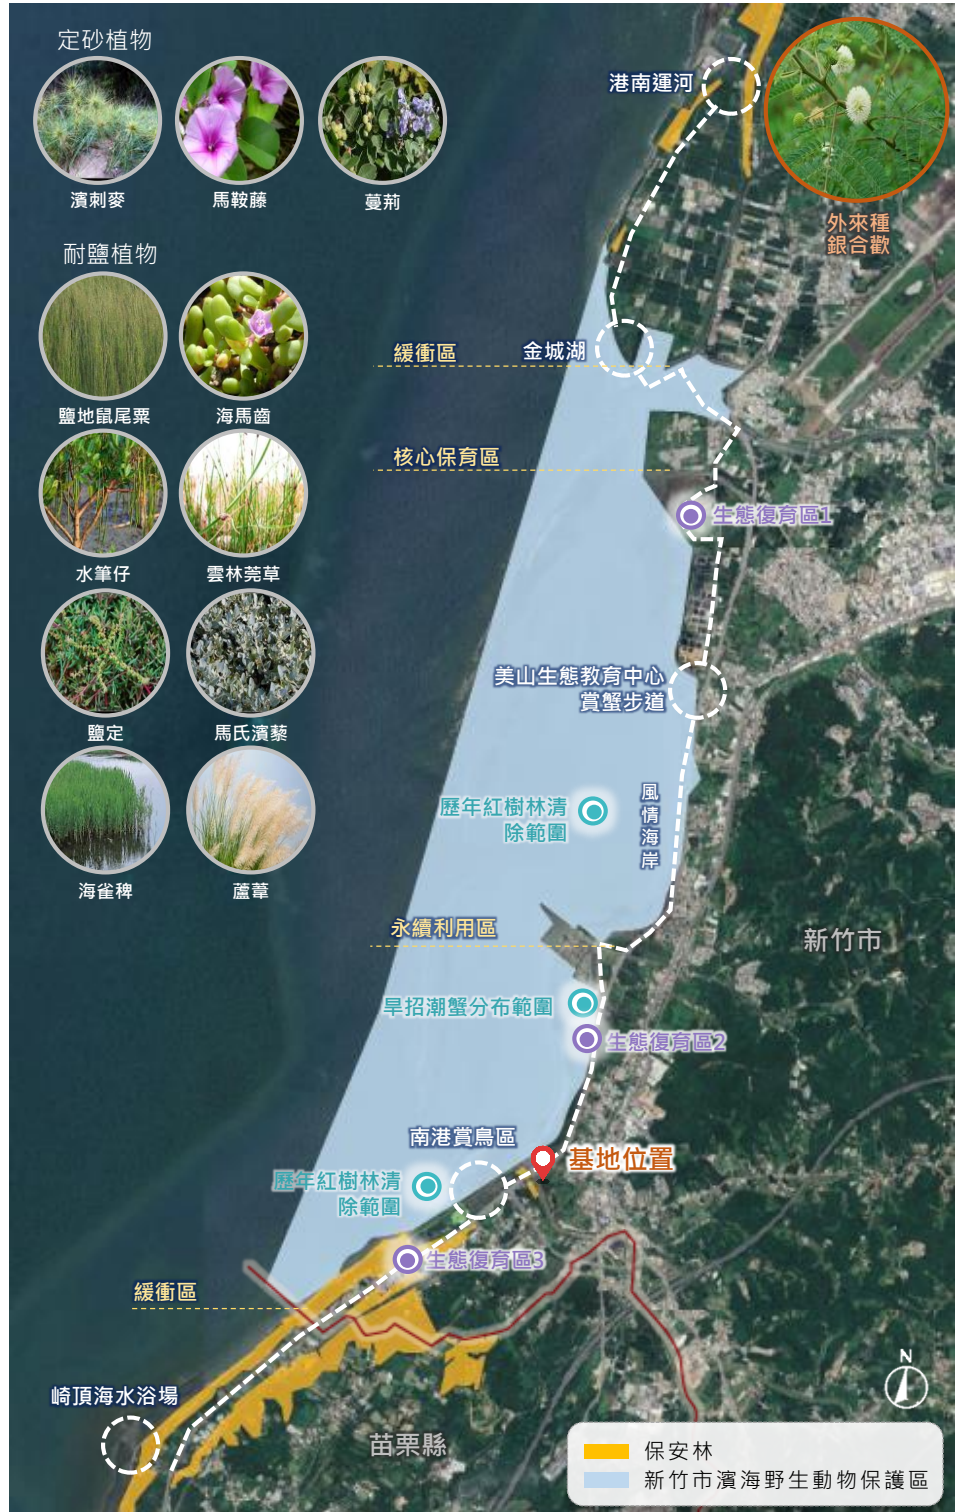 定砂植物
濱刺麥
馬鞍藤
蔓荊
耐鹽植物
鹽地鼠尾粟
海馬齒
水筆仔
雲林莞草
鹽定
馬氏濱藜
海雀稗
蘆葦
港南運河
外來種
銀合歡
緩衝區
金城湖
核心保育區
生態復育區1
美山生態教育中心
賞蟹步道
歷年紅樹林清
除範圍
風情海岸
永續利用區
新竹市
旱招潮蟹分布範圍
生態復育區2
南港賞鳥區
基地位置
歷年紅樹林清
除範圍
生態復育區3
緩衝區
崎頂海水浴場
苗栗縣
N
保安林
新竹市濱海野生動物保護區